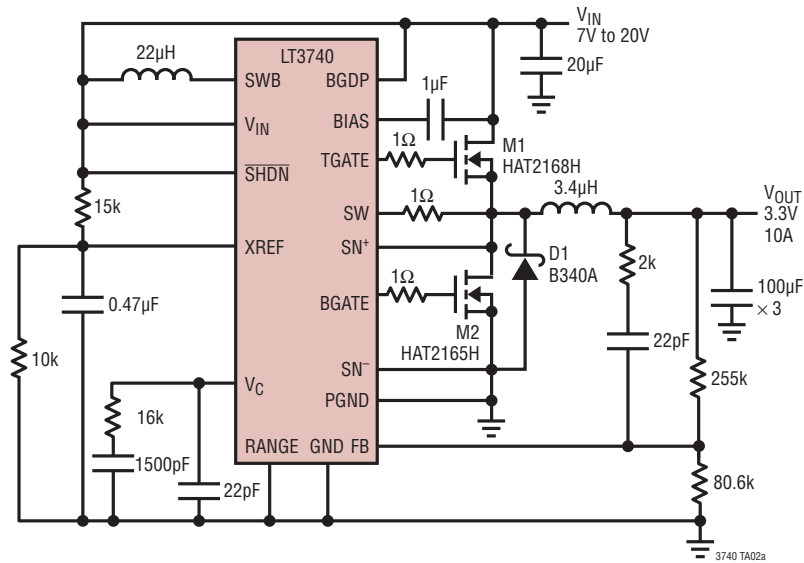 V_IN
7V to 20V
22µH
LT3740
SWB
BGDP
20µF
1µF
V_IN
BIAS
1Ω
M1
HAT2168H
TGATE
SHDN
3.4µH
1Ω
V_OUT
3.3V
10A
15k
SW
XREF
SN+
D1
B340A
2k
1Ω
0.47µF
BGATE
100µF
× 3
M2
HAT2165H
22pF
10k
SN–
255k
V_C
PGND
16k
RANGE
GND
FB
1500pF
22pF
80.6k
3740 TA02a